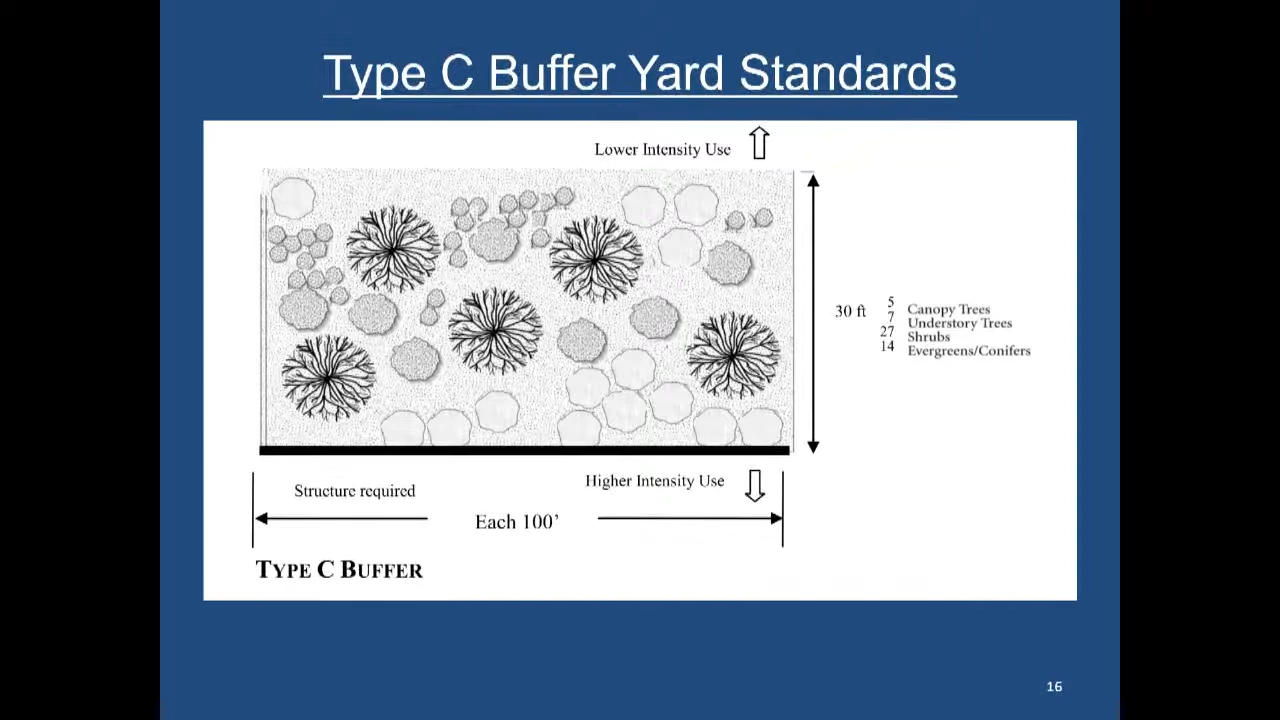 Type C Buffer Yard Standards
Lower Intensity Use
30 ft
5 Canopy Trees
7 Understory Trees
27 Shrubs
14 Evergreens/Conifers
Structure required
Higher Intensity Use
Each 100’
TYPE C BUFFER
16